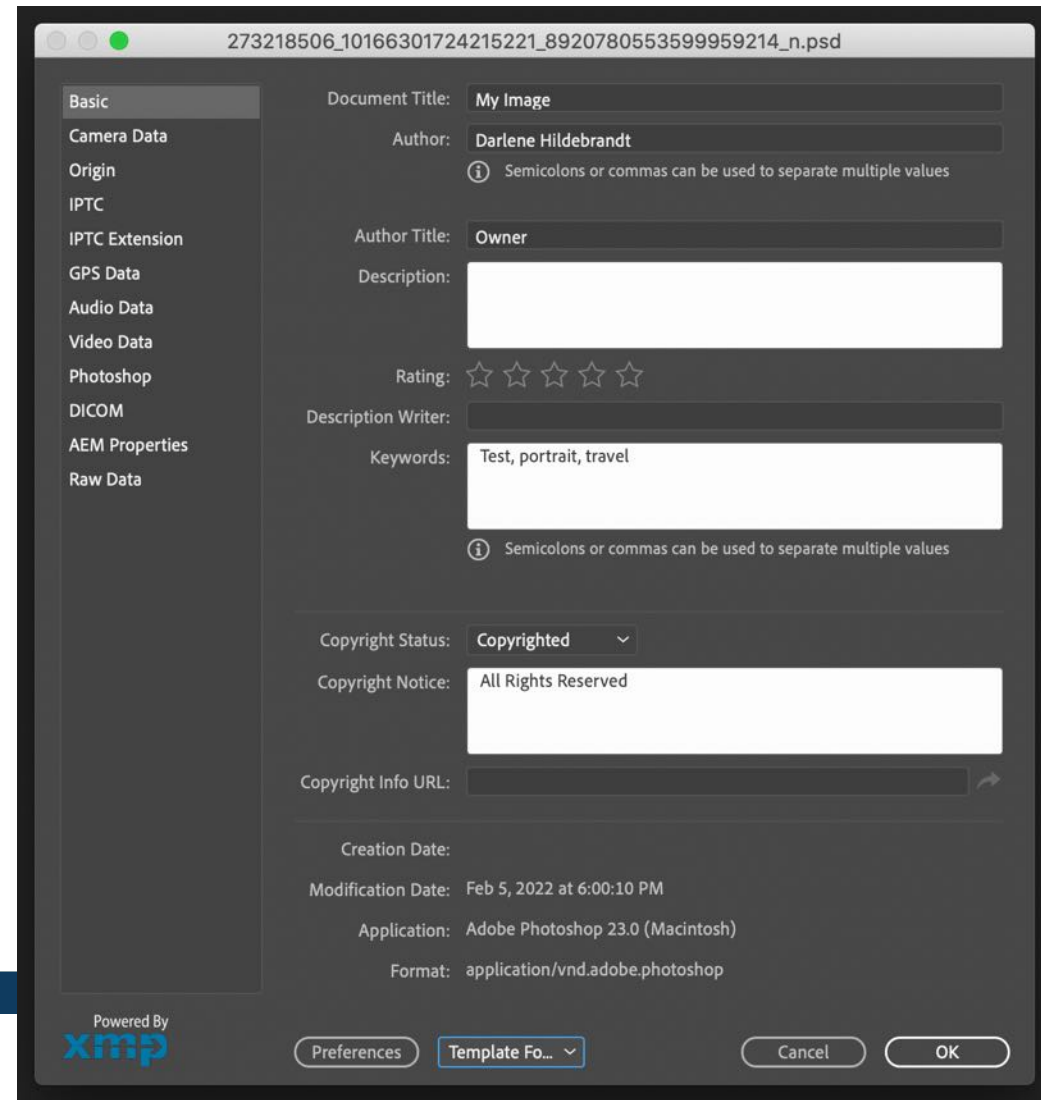 273218506_10166301724215221_8920780553599959214_n.psd
Basic
Camera Data
Origin
IPTC
IPTC Extension
GPS Data
Audio Data
Video Data
Photoshop
DICOM
AEM Properties
Raw Data
Document Title: My Image
Author: Darlene Hildebrandt
Semicolons or commas can be used to separate multiple values
Author Title: Owner
Description:
Rating:
Description Writer:
Keywords: Test, portrait, travel
Semicolons or commas can be used to separate multiple values
Copyright Status: Copyrighted
Copyright Notice: All Rights Reserved
Copyright Info URL:
Creation Date:
Modification Date: Feb 5, 2022 at 6:00:10 PM
Application: Adobe Photoshop 23.0 (Macintosh)
Format: application/vnd.adobe.photoshop
Powered By
xmp
Preferences
Template Fo...
Cancel
OK